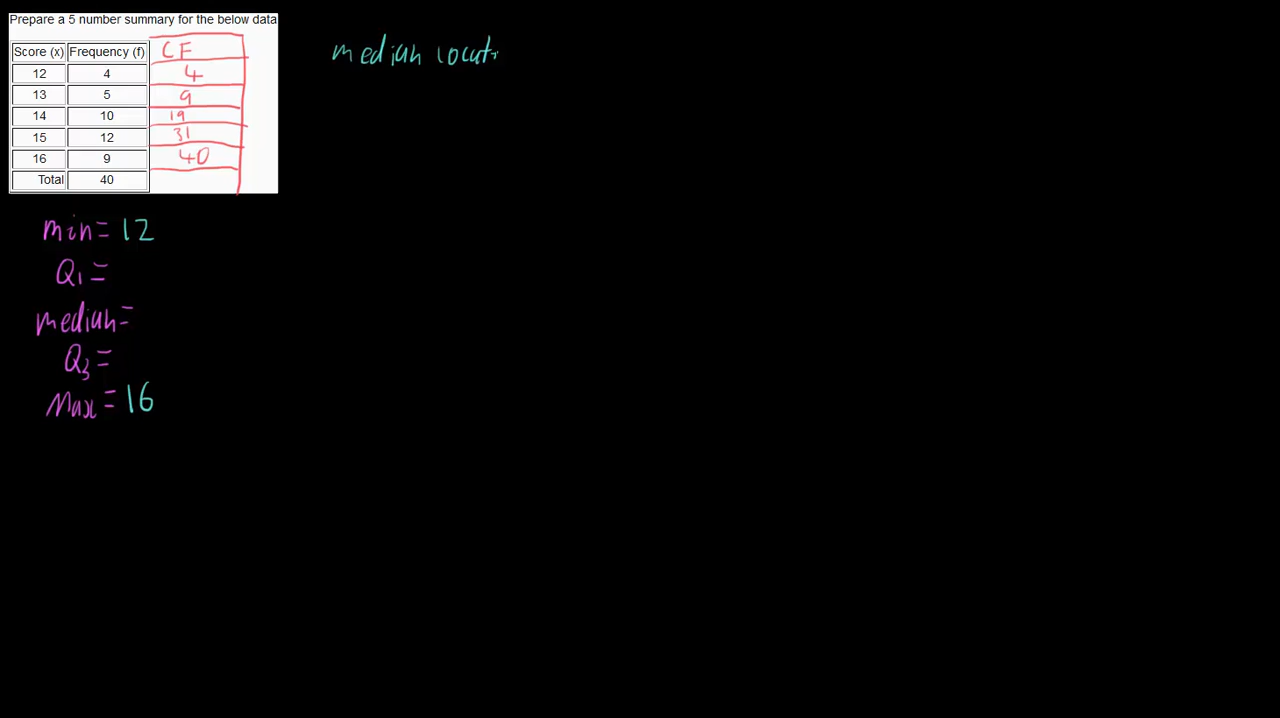 Prepare a 5 number summary for the below data
Score (x) Frequency (f) CF
12 4 4
13 5 9
14 10 19
15 12 31
16 9 40
Total 40
median locati
min = 12
Q1 =
median =
Q3 =
Max = 16